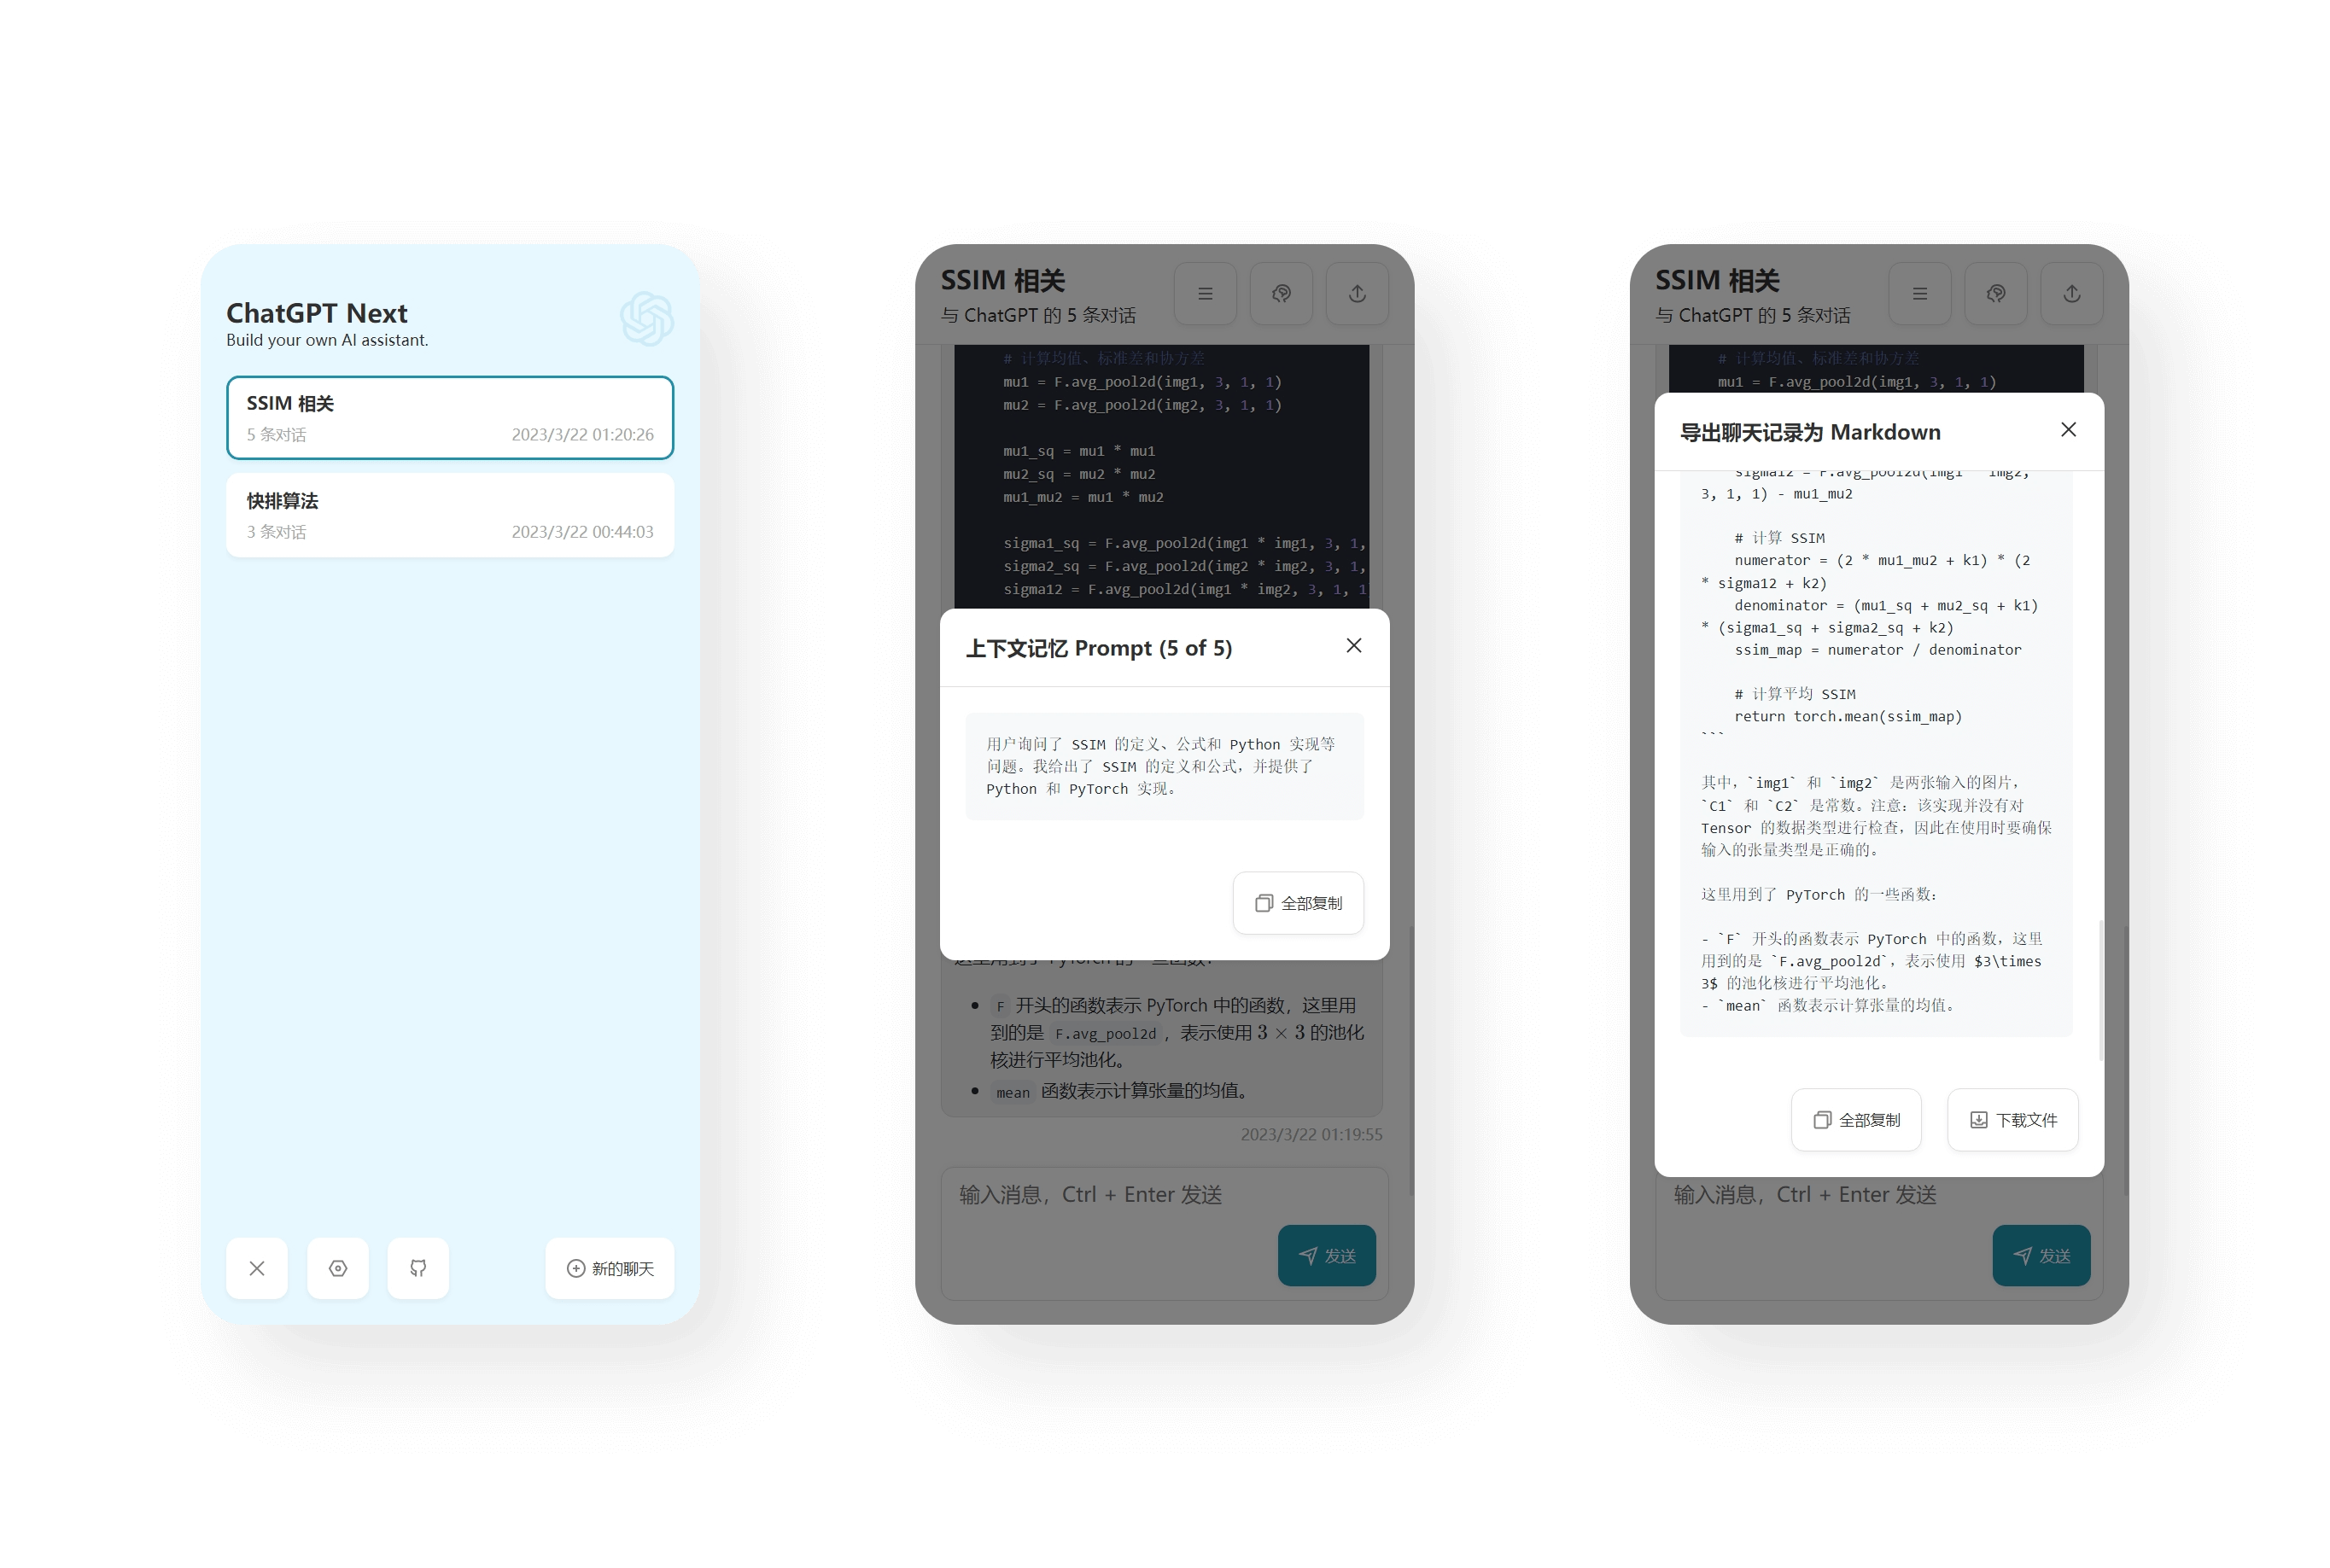 ChatGPT Next
Build your own AI assistant.
SSIM 相关
5 条对话
2023/3/22 01:20:26
快排算法
3 条对话
2023/3/22 00:44:03
新的聊天
SSIM 相关
与 ChatGPT 的 5 条对话
# 计算均值、标准差和协方差
mu1 = F.avg_pool2d(img1, 3, 1, 1)
mu2 = F.avg_pool2d(img2, 3, 1, 1)
mu1_sq = mu1 * mu1
mu2_sq = mu2 * mu2
mu1_mu2 = mu1 * mu2
sigma1_sq = F.avg_pool2d(img1 * img1, 3, 1,
sigma2_sq = F.avg_pool2d(img2 * img2, 3, 1,
sigma12 = F.avg_pool2d(img1 * img2, 3, 1, 1
上下文记忆 Prompt (5 of 5)
用户询问了 SSIM 的定义、公式和 Python 实现等
问题。我给出了 SSIM 的定义和公式，并提供了
Python 和 PyTorch 实现。
全部复制
这里用到了 PyTorch 的一些函数：
F 开头的函数表示 PyTorch 中的函数，这里用
到的是 F.avg_pool2d，表示使用 3 × 3 的池化
核进行平均池化。
mean 函数表示计算张量的均值。
2023/3/22 01:19:55
输入消息，Ctrl + Enter 发送
发送
SSIM 相关
与 ChatGPT 的 5 条对话
# 计算均值、标准差和协方差
mu1 = F.avg_pool2d(img1, 3, 1, 1)
导出聊天记录为 Markdown
sigma12 = F.avg_pool2d(img1 * img2,
3, 1, 1) - mu1_mu2
# 计算 SSIM
numerator = (2 * mu1_mu2 + k1) * (2
* sigma12 + k2)
denominator = (mu1_sq + mu2_sq + k1)
* (sigma1_sq + sigma2_sq + k2)
ssim_map = numerator / denominator
# 计算平均 SSIM
return torch.mean(ssim_map)
```
其中，`img1` 和 `img2` 是两张输入的图片，
`C1` 和 `C2` 是常数。注意：该实现并没有对
Tensor 的数据类型进行检查，因此在使用时要确保
输入的张量类型是正确的。
这里用到了 PyTorch 的一些函数：
- `F` 开头的函数表示 PyTorch 中的函数，这里
用到的是 `F.avg_pool2d`，表示使用 $3\times
3$ 的池化核进行平均池化。
- `mean` 函数表示计算张量的均值。
全部复制
下载文件
输入消息，Ctrl + Enter 发送
发送